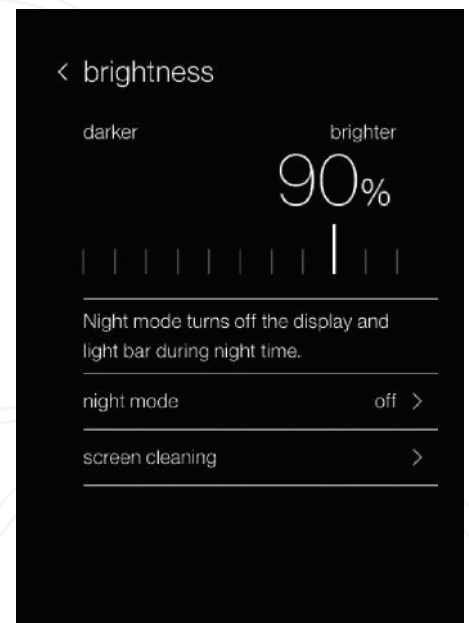 < brightness
darker brighter
90%
Night mode turns off the display and
light bar during night time.
night mode off >
screen cleaning >